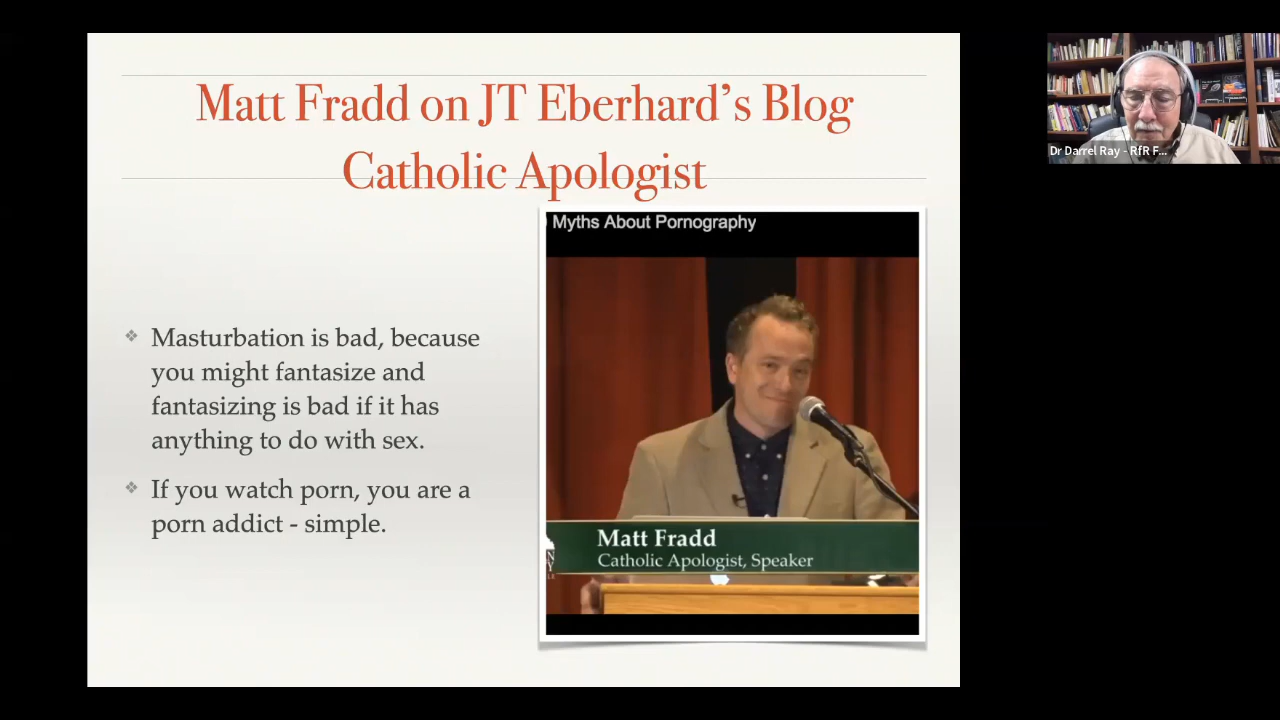 Matt Fradd on JT Eberhard's Blog
Catholic Apologist
Myths About Pornography
❖ Masturbation is bad, because
you might fantasize and
fantasizing is bad if it has
anything to do with sex.
❖ If you watch porn, you are a
porn addict - simple.
Matt Fradd
Catholic Apologist, Speaker
Dr Darrel Ray - RfR F...